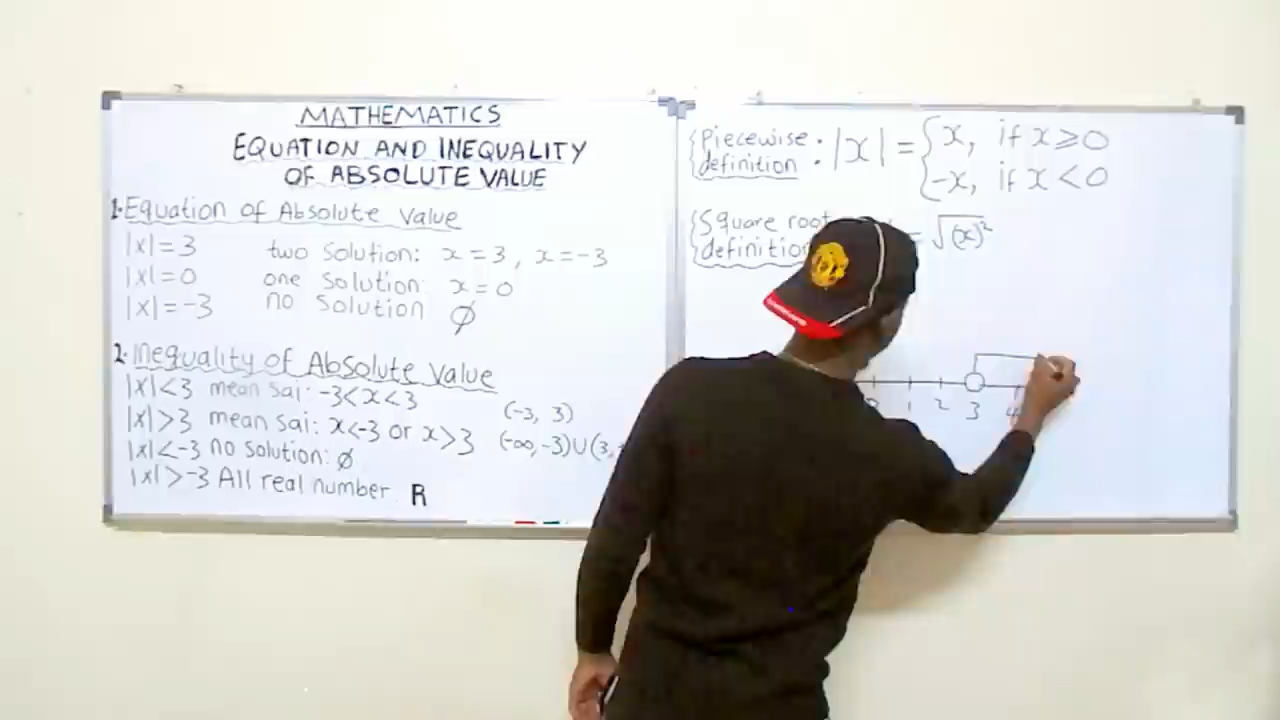 MATHEMATICS
EQUATION AND INEQUALITY
OF ABSOLUTE VALUE
1. Equation of Absolute Value
|x|=3 two solution: x=3, x=-3
|x|=0 one solution: x=0
|x|=-3 no solution ∅
2. Inequality of Absolute Value
|x|<3 mean sai: -3<x<3 (-3, 3)
|x|>3 mean sai: x<-3 or x>3 (-∞,-3)∪(3,
|x|<-3 no solution: ∅
|x|>-3 All real number R
Piecewise definition: |x| = { x, if x ≥ 0
-x, if x < 0
Square root
= √(x)²
0 1 2 3 4